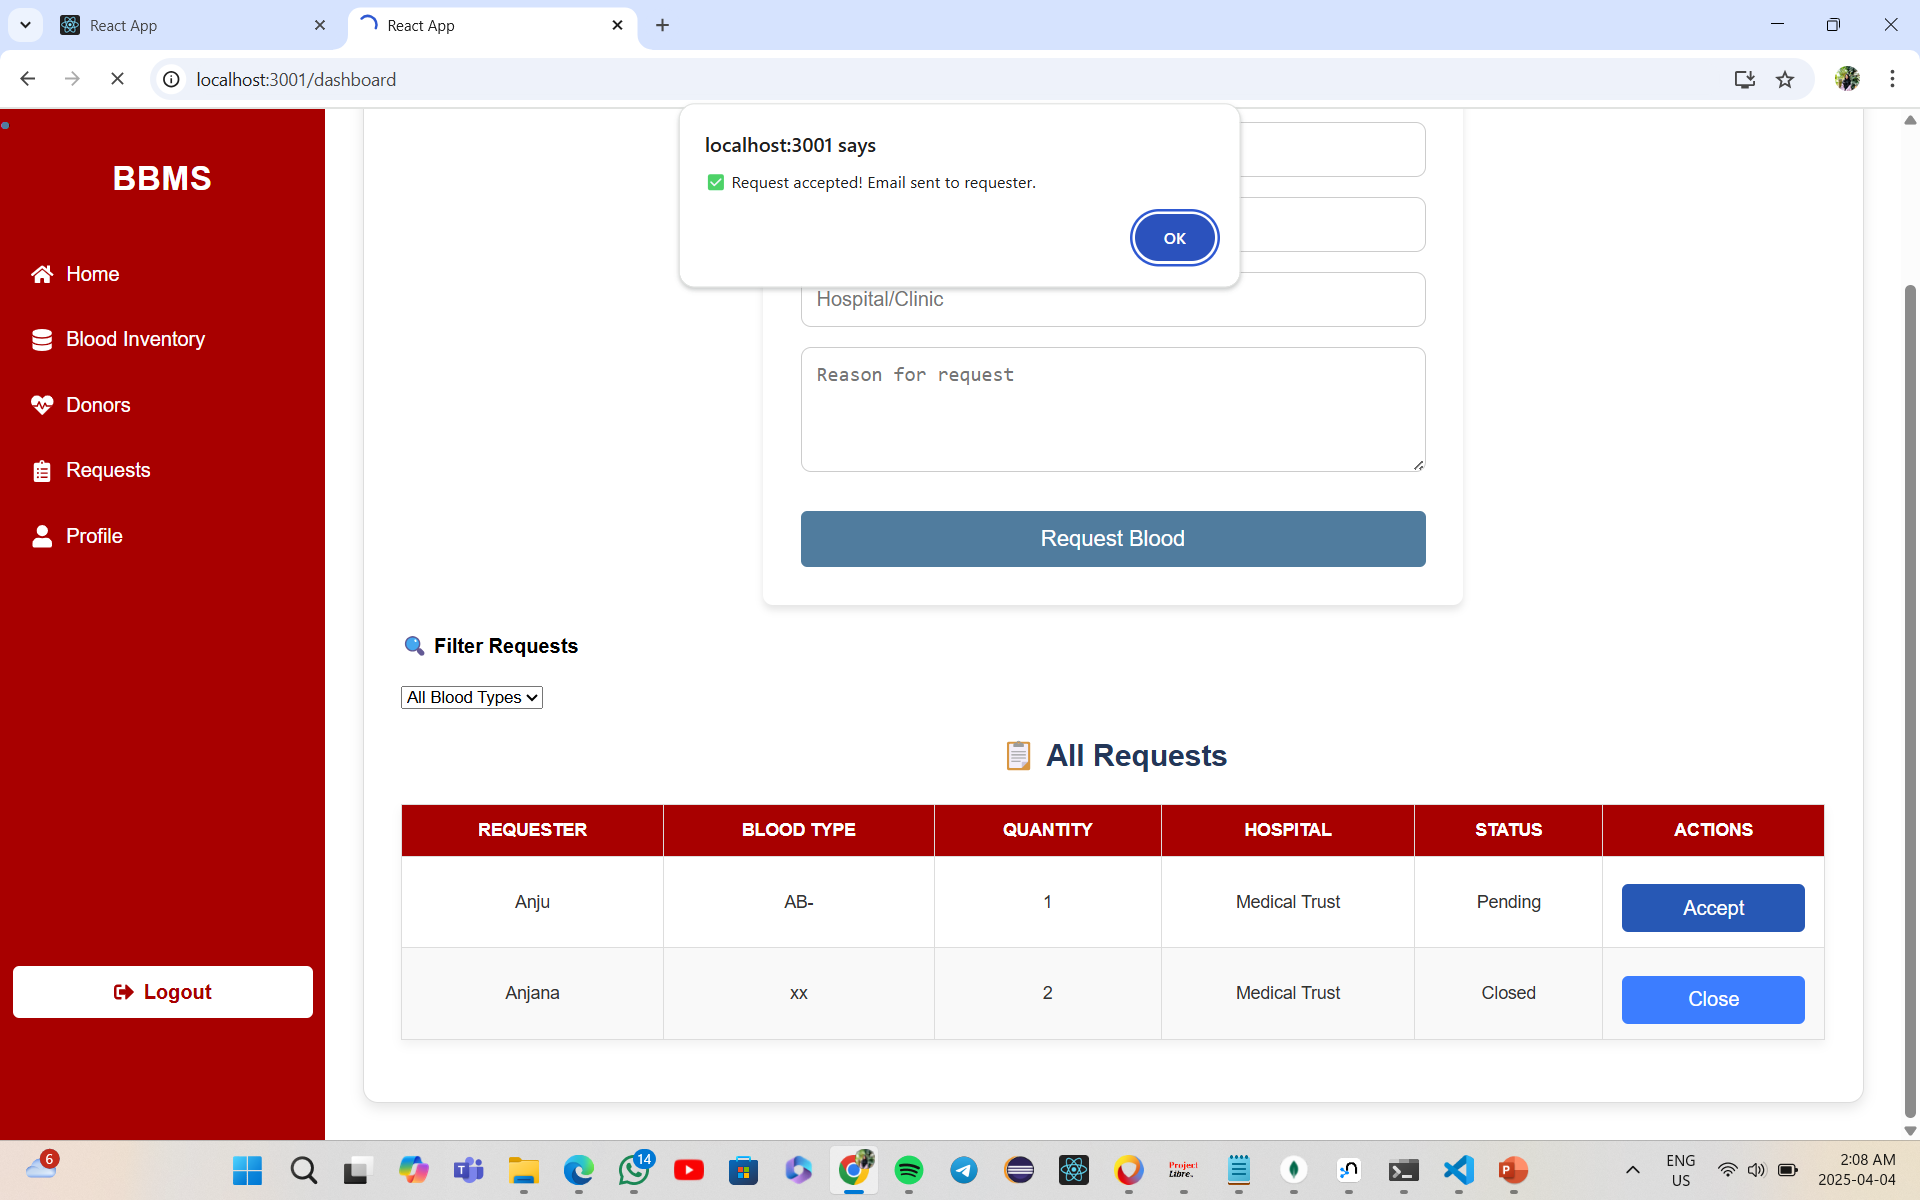 React App
React App
localhost:3001/dashboard
localhost:3001 says
Request accepted! Email sent to requester.
OK
BBMS
Home
Blood Inventory
Donors
Requests
Profile
Logout
Hospital/Clinic
Reason for request
Request Blood
Filter Requests
All Blood Types
All Requests
REQUESTER BLOOD TYPE QUANTITY HOSPITAL STATUS ACTIONS
Anju AB- 1 Medical Trust Pending Accept
Anjana xx 2 Medical Trust Closed Close
6
14
Project
Libre
ENG
US
2:08 AM
2025-04-04